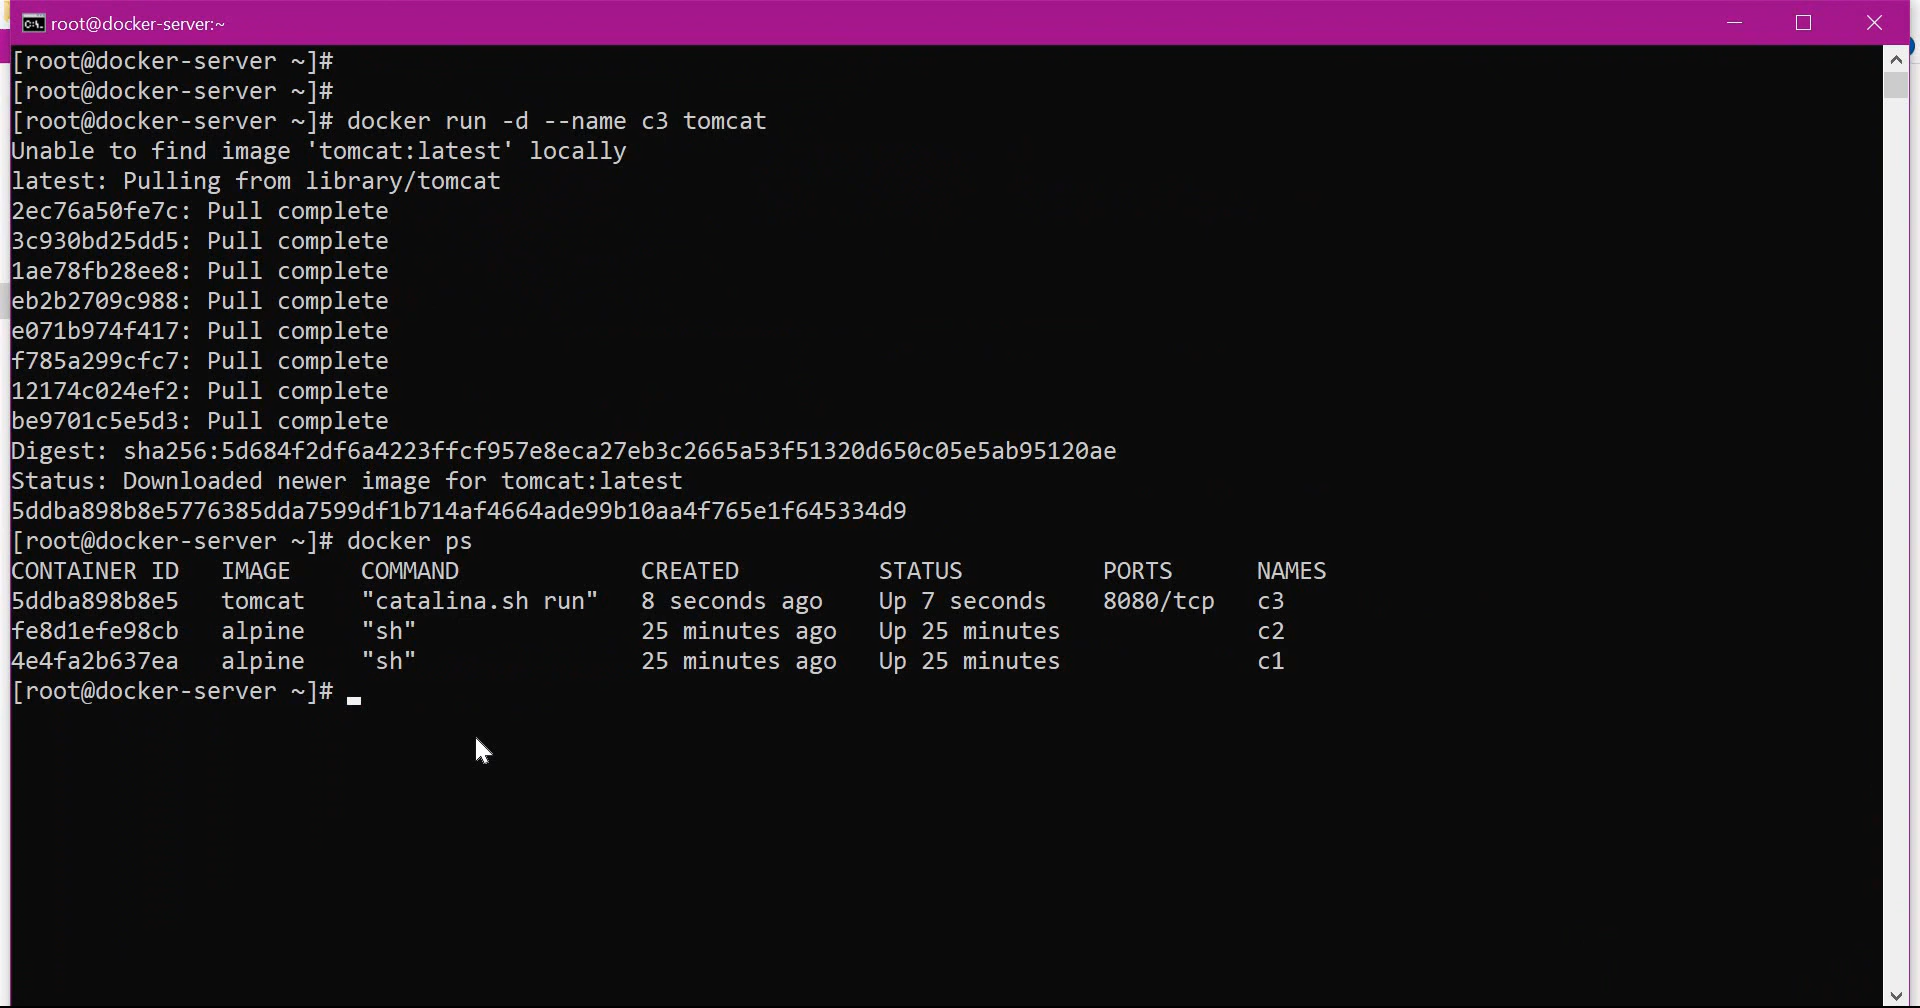 root@docker-server:~
[root@docker-server ~]#
[root@docker-server ~]#
[root@docker-server ~]# docker run -d --name c3 tomcat
Unable to find image 'tomcat:latest' locally
latest: Pulling from library/tomcat
2ec76a50fe7c: Pull complete
3c930bd25dd5: Pull complete
1ae78fb28ee8: Pull complete
eb2b2709c988: Pull complete
e071b974f417: Pull complete
f785a299cfc7: Pull complete
12174c024ef2: Pull complete
be9701c5e5d3: Pull complete
Digest: sha256:5d684f2df6a4223ffcf957e8eca27eb3c2665a53f51320d650c05e5ab95120ae
Status: Downloaded newer image for tomcat:latest
5ddba898b8e5776385dda7599df1b714af4664ade99b10aa4f765e1f645334d9
[root@docker-server ~]# docker ps
CONTAINER ID   IMAGE     COMMAND             CREATED          STATUS          PORTS      NAMES
5ddba898b8e5   tomcat    "catalina.sh run"   8 seconds ago    Up 7 seconds    8080/tcp   c3
fe8d1efe98cb   alpine    "sh"                25 minutes ago   Up 25 minutes              c2
4e4fa2b637ea   alpine    "sh"                25 minutes ago   Up 25 minutes              c1
[root@docker-server ~]#